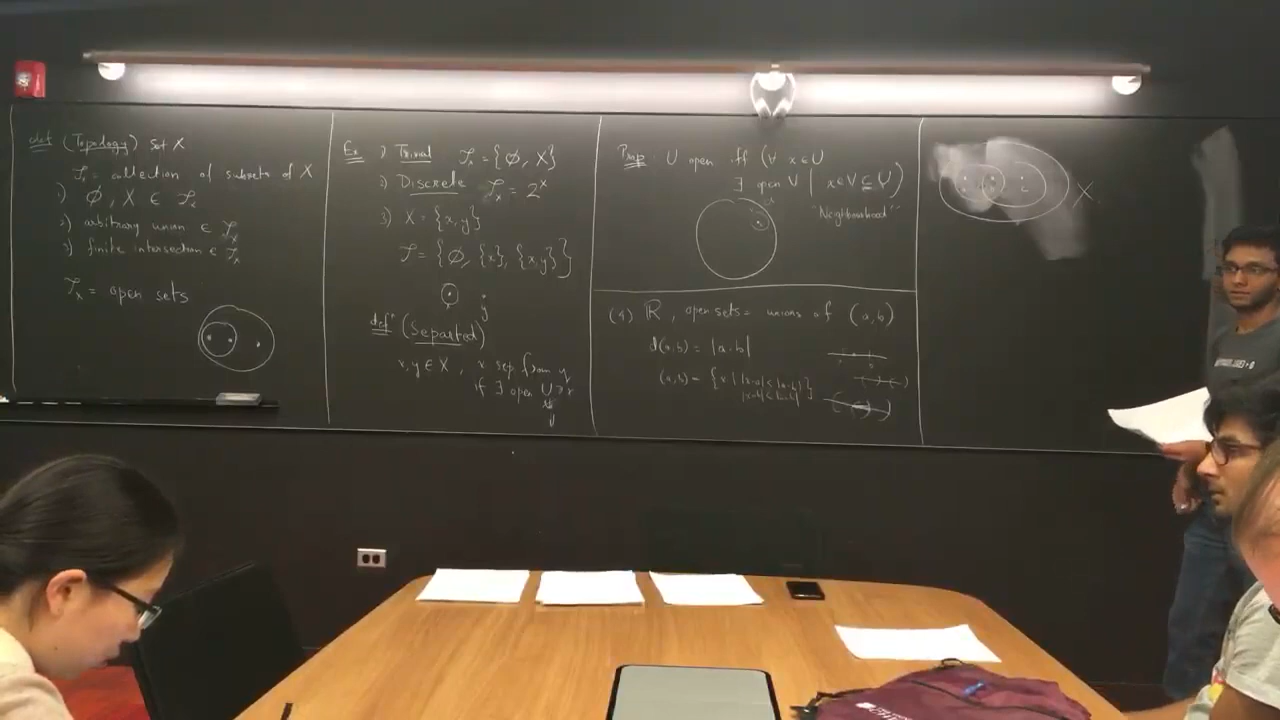 def (Topology) Set X
𝒯ₓ = collection of subsets of X
1) ∅, X ∈ 𝒯ₓ
2) arbitrary union ∈ 𝒯ₓ
3) finite intersection ∈ 𝒯ₓ
𝒯ₓ = open sets
Ex 1) Trivial 𝒯ₓ = {∅, X}
2) Discrete 𝒯ₓ = 2^X
3) X = {x, y}
𝒯 = {∅, {x}, {x, y}}
y
def (Separated)
x, y ∈ X, x sep from y
if ∃ open U ∋ x
y
Prop: U open iff (∀ x ∈ U
∃ open V | x ∈ V ⊆ U)
"Neighbourhood"
(4) ℝ, open sets = unions of (a, b)
d(a, b) = |a - b|
(a, b) = {x | |x-a| < |a-b|
|x-b| < |a-b|}
X